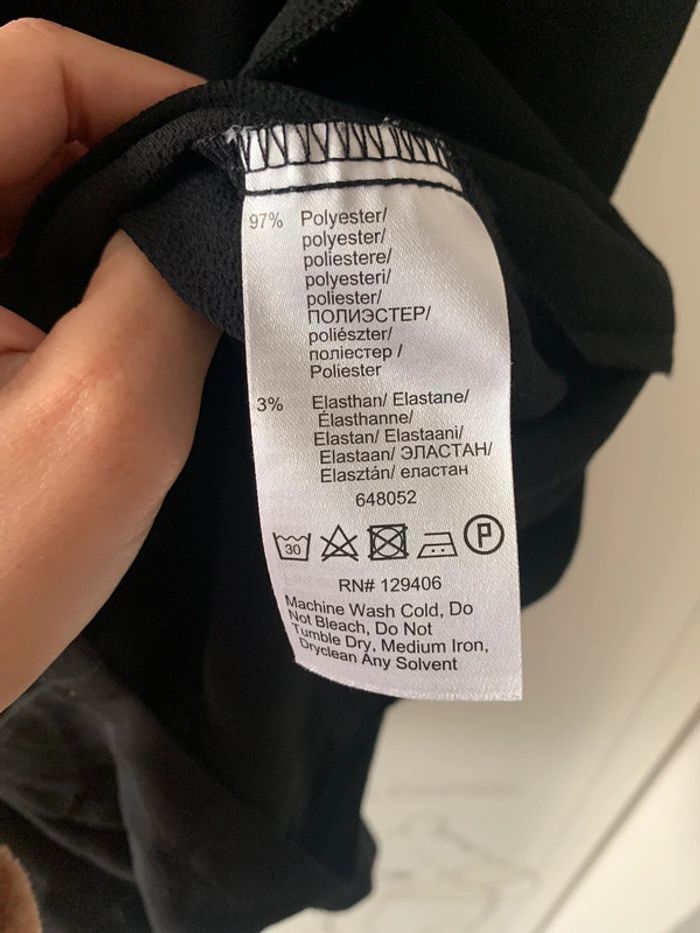 97% Polyester/
polyester/
poliestere/
polyesteri/
poliester/
ПОЛИЭСТЕР/
poliészter/
поліестер /
Poliester
3% Elasthan/ Elastane/
Élasthanne/
Elastan/ Elastaani/
Elastaan/ ЭЛАСТАН/
Elasztán/ еластан
648052
30 P
RN# 129406
Machine Wash Cold, Do
Not Bleach, Do Not
Tumble Dry, Medium Iron,
Dryclean Any Solvent